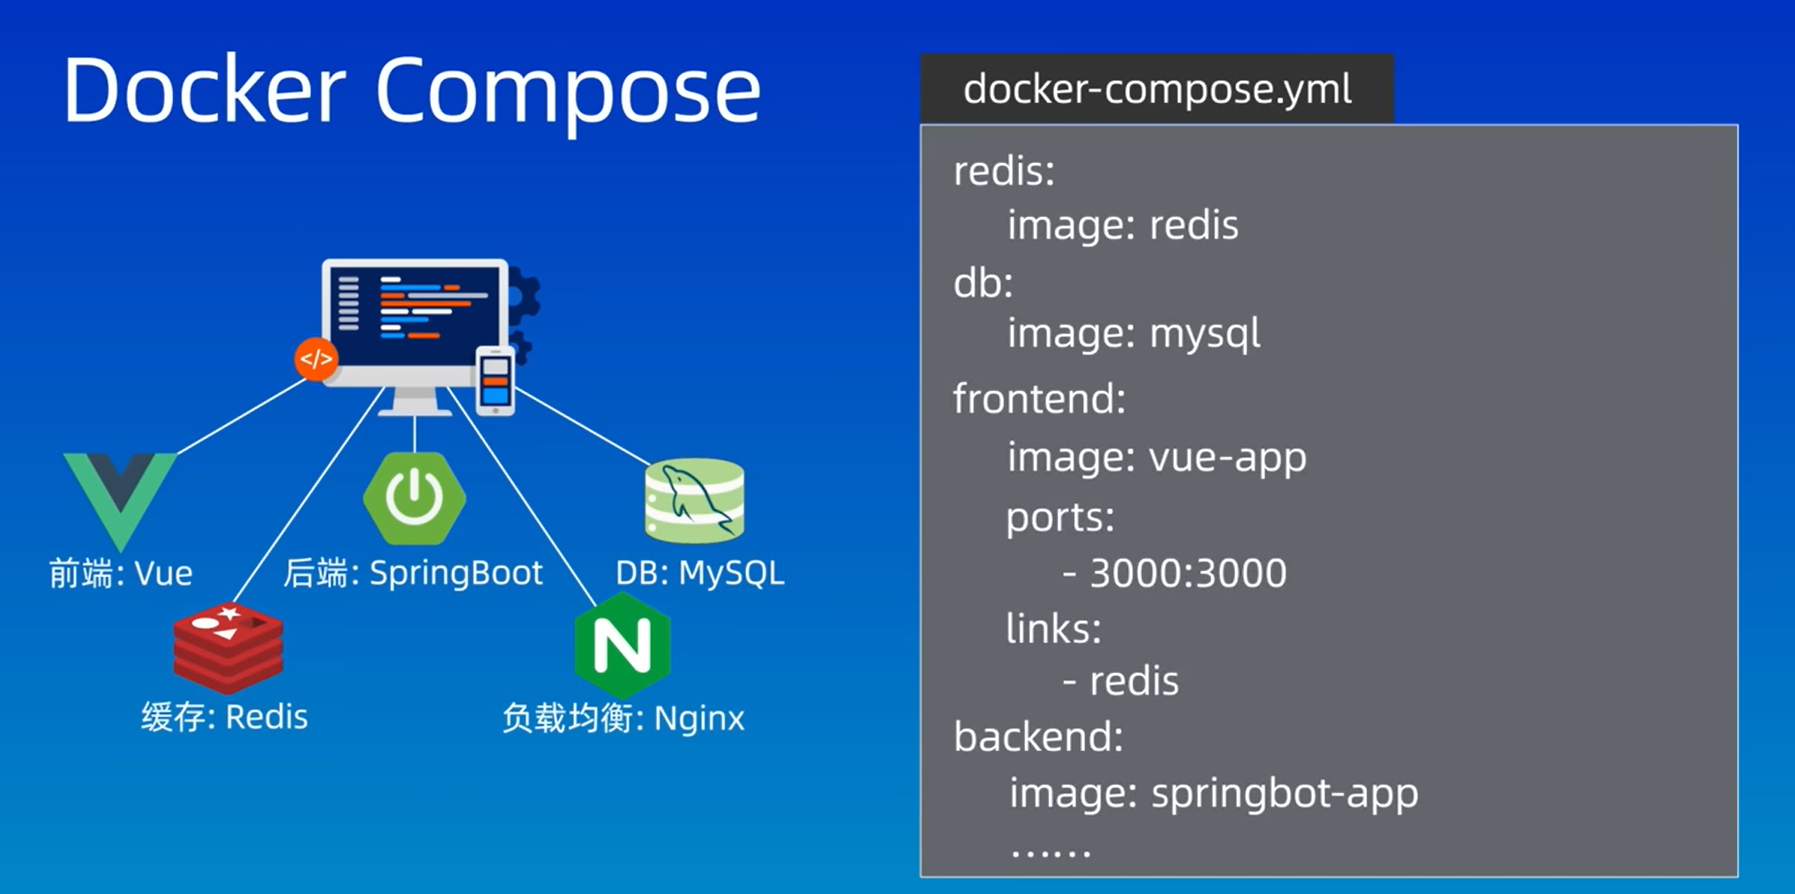 Docker Compose
前端: Vue
后端: SpringBoot
DB: MySQL
缓存: Redis
负载均衡: Nginx
</>
N
docker-compose.yml
redis:
image: redis
db:
image: mysql
frontend:
image: vue-app
ports:
- 3000:3000
links:
- redis
backend:
image: springbot-app
······